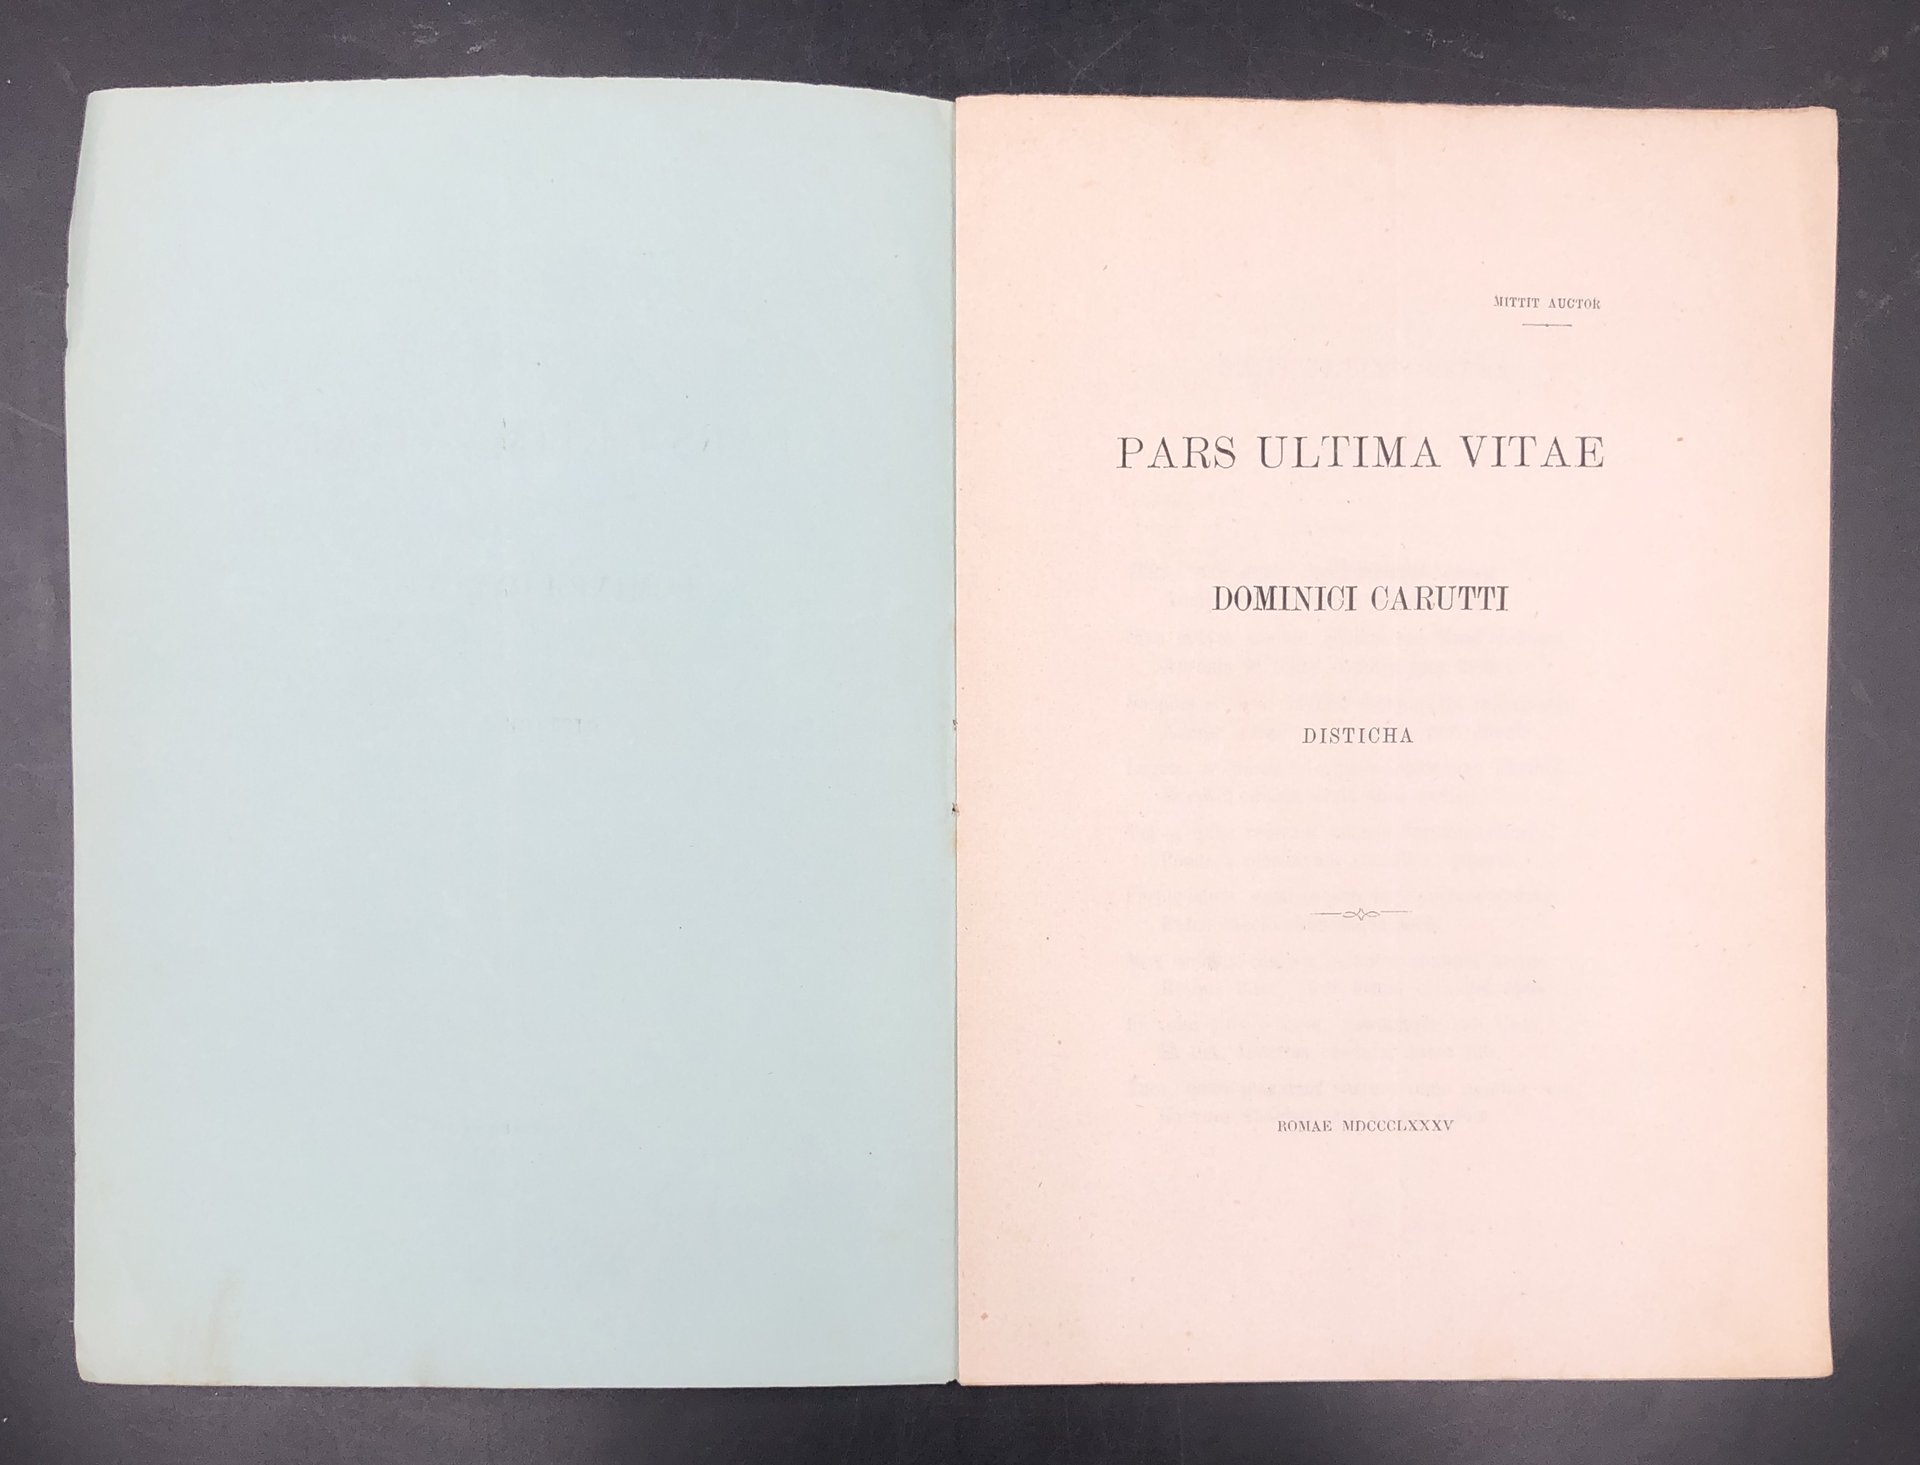 MITTIT AUCTOR
PARS ULTIMA VITAE
DOMINICI CARUTTI
DISTICHA
ROMAE MDCCCLXXXV